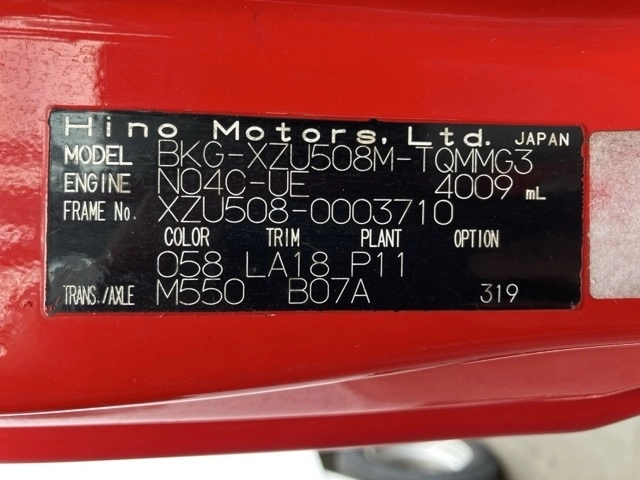 Hino Motors, Ltd. JAPAN
MODEL BKG-XZU508M-TQMMG3
ENGINE N04C-UE 4009 mL
FRAME No. XZU508-0003710
COLOR TRIM PLANT OPTION
058 LA18 P11
TRANS./AXLE M550 B07A 319